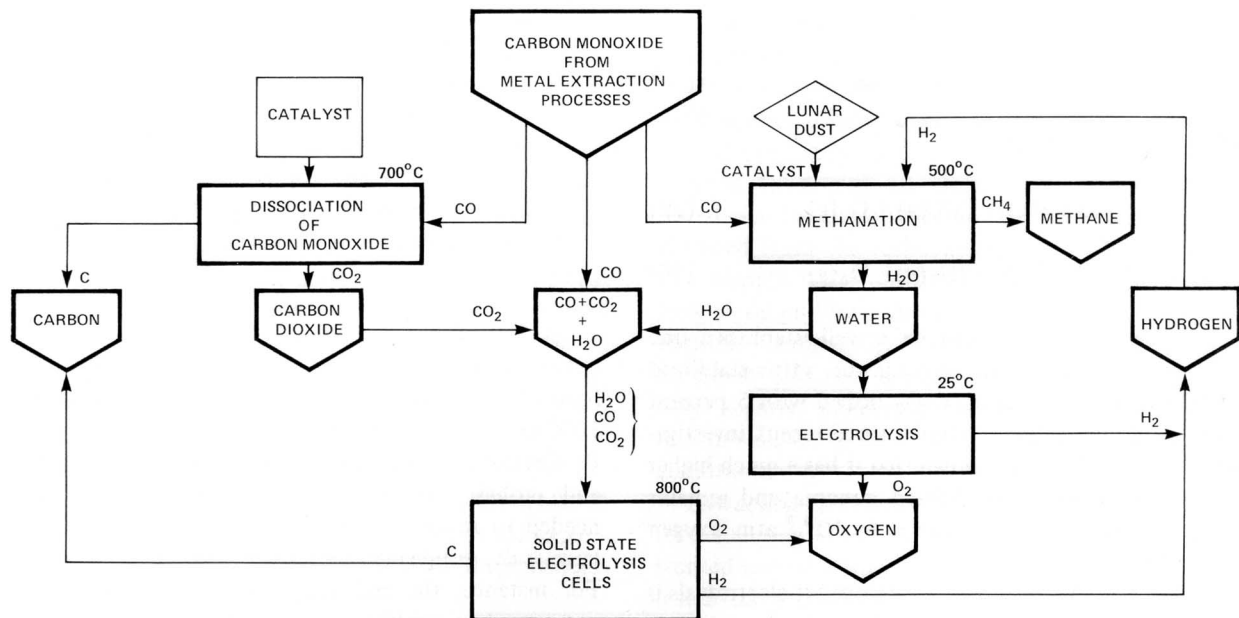 CARBON MONOXIDE
FROM
METAL EXTRACTION
PROCESSES
CATALYST
LUNAR
DUST
H₂
CATALYST
700°C
500°C
DISSOCIATION
OF
CARBON MONOXIDE
CO
CO
METHANATION
CH₄
METHANE
C
CO₂
CO
H₂O
CARBON
CARBON
DIOXIDE
CO₂
CO + CO₂
+
H₂O
H₂O
WATER
HYDROGEN
H₂O
CO
CO₂
25°C
ELECTROLYSIS
H₂
800°C
O₂
C
SOLID STATE
ELECTROLYSIS
CELLS
O₂
H₂
OXYGEN